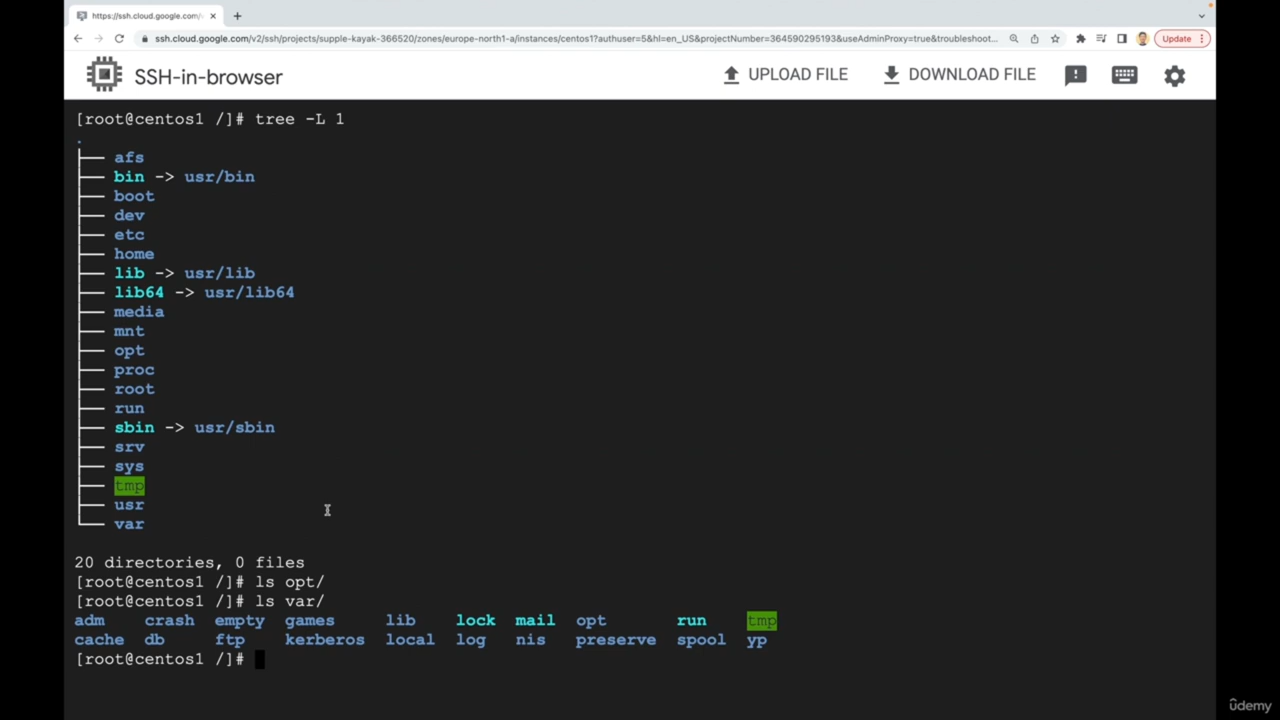 https://ssh.cloud.google.com/v
ssh.cloud.google.com/v2/ssh/projects/supple-kayak-366520/zones/europe-north1-a/instances/centos1?authuser=5&hl=en_US&projectNumber=364590295193&useAdminProxy=true&troubleshoot...
Update
SSH-in-browser
UPLOAD FILE
DOWNLOAD FILE
[root@centos1 /]# tree -L 1
.
├── afs
├── bin -> usr/bin
├── boot
├── dev
├── etc
├── home
├── lib -> usr/lib
├── lib64 -> usr/lib64
├── media
├── mnt
├── opt
├── proc
├── root
├── run
├── sbin -> usr/sbin
├── srv
├── sys
├── tmp
├── usr
└── var
20 directories, 0 files
[root@centos1 /]# ls opt/
[root@centos1 /]# ls var/
adm crash empty games lib lock mail opt run tmp
cache db ftp kerberos local log nis preserve spool yp
[root@centos1 /]#
ûdemy